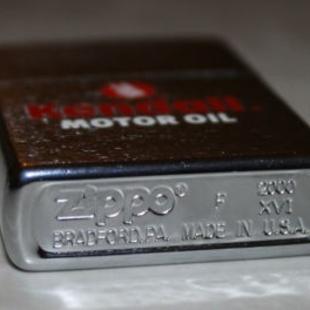 Kendall
MOTOR OIL
Zippo® F 2000
XVI
BRADFORD, PA. MADE IN U.S.A.